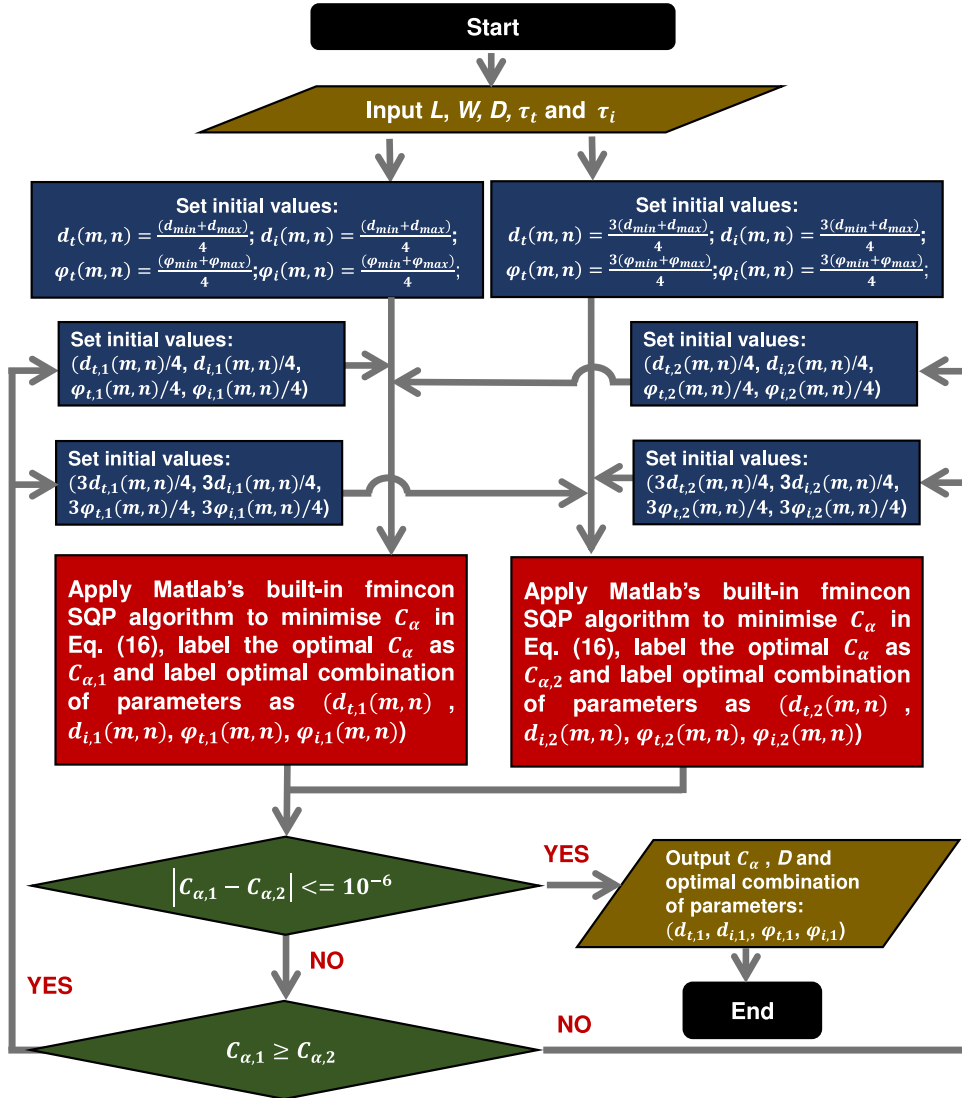 Start
Input L, W, D, τ_t and τ_i
Set initial values:
d_t(m, n) = (d_min+d_max)/4; d_i(m, n) = (d_min+d_max)/4;
φ_t(m, n) = (φ_min+φ_max)/4;φ_i(m, n) = (φ_min+φ_max)/4;
Set initial values:
d_t(m, n) = 3(d_min+d_max)/4; d_i(m, n) = 3(d_min+d_max)/4;
φ_t(m, n) = 3(φ_min+φ_max)/4;φ_i(m, n) = 3(φ_min+φ_max)/4;
Set initial values:
(d_t,1(m, n)/4, d_i,1(m, n)/4,
φ_t,1(m, n)/4, φ_i,1(m, n)/4)
Set initial values:
(d_t,2(m, n)/4, d_i,2(m, n)/4,
φ_t,2(m, n)/4, φ_i,2(m, n)/4)
Set initial values:
(3d_t,1(m, n)/4, 3d_i,1(m, n)/4,
3φ_t,1(m, n)/4, 3φ_i,1(m, n)/4)
Set initial values:
(3d_t,2(m, n)/4, 3d_i,2(m, n)/4,
3φ_t,2(m, n)/4, 3φ_i,2(m, n)/4)
Apply Matlab's built-in fmincon
SQP algorithm to minimise C_α in
Eq. (16), label the optimal C_α as
C_α,1 and label optimal combination
of parameters as (d_t,1(m, n) ,
d_i,1(m, n), φ_t,1(m, n), φ_i,1(m, n))
Apply Matlab's built-in fmincon
SQP algorithm to minimise C_α in
Eq. (16), label the optimal C_α as
C_α,2 and label optimal combination
of parameters as (d_t,2(m, n) ,
d_i,2(m, n), φ_t,2(m, n), φ_i,2(m, n))
|C_α,1 − C_α,2| <= 10^−6
YES
Output C_α , D and
optimal combination
of parameters:
(d_t,1, d_i,1,, φ_t,1, φ_i,1)
NO
End
YES
C_α,1 ≥ C_α,2
NO